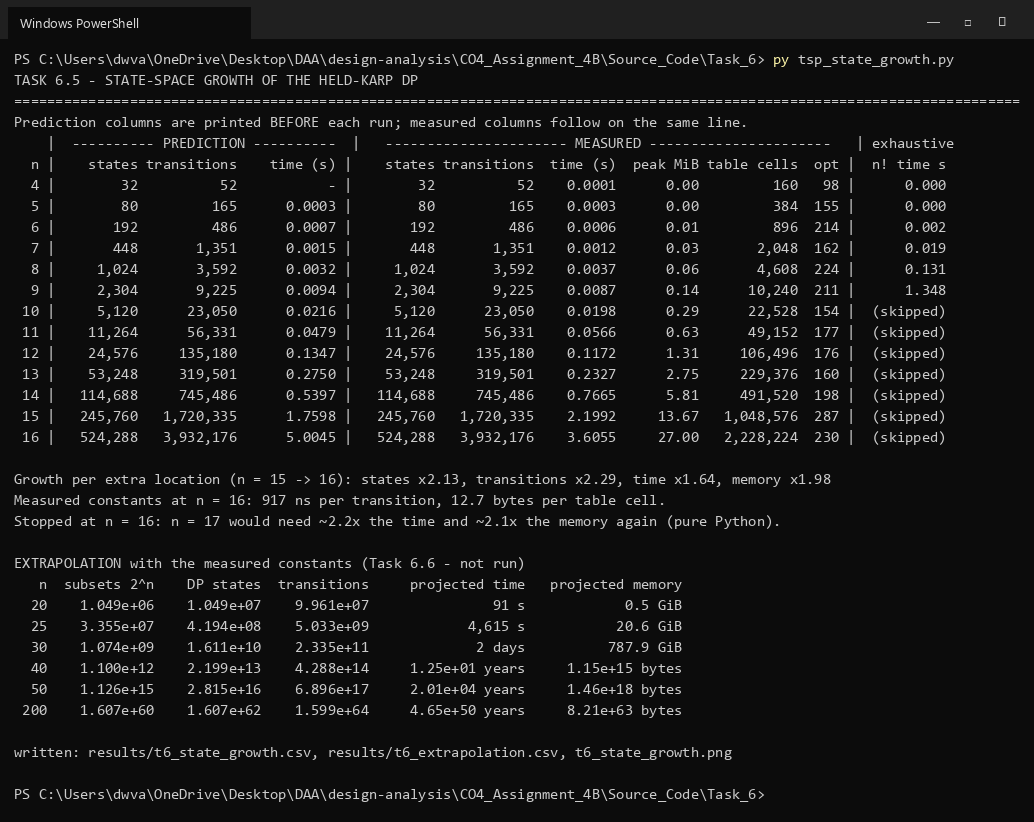 Windows PowerShell
PS C:\Users\dwva\OneDrive\Desktop\DAA\design-analysis\CO4_Assignment_4B\Source_Code\Task_6> py tsp_state_growth.py
TASK 6.5 - STATE-SPACE GROWTH OF THE HELD-KARP DP
==========================================================================================================================
Prediction columns are printed BEFORE each run; measured columns follow on the same line.
    |  ---------- PREDICTION ----------  |   ---------------------- MEASURED ----------------------   | exhaustive
  n |    states transitions   time (s) |    states transitions  time (s)  peak MiB table cells  opt |  n! time s
  4 |        32          52          - |        32          52    0.0001      0.00         160   98 |      0.000
  5 |        80         165     0.0003 |        80         165    0.0003      0.00         384  155 |      0.000
  6 |       192         486     0.0007 |       192         486    0.0006      0.01         896  214 |      0.002
  7 |       448       1,351     0.0015 |       448       1,351    0.0012      0.03       2,048  162 |      0.019
  8 |     1,024       3,592     0.0032 |     1,024       3,592    0.0037      0.06       4,608  224 |      0.131
  9 |     2,304       9,225     0.0094 |     2,304       9,225    0.0087      0.14      10,240  211 |      1.348
 10 |     5,120      23,050     0.0216 |     5,120      23,050    0.0198      0.29      22,528  154 |  (skipped)
 11 |    11,264      56,331     0.0479 |    11,264      56,331    0.0566      0.63      49,152  177 |  (skipped)
 12 |    24,576     135,180     0.1347 |    24,576     135,180    0.1172      1.31     106,496  176 |  (skipped)
 13 |    53,248     319,501     0.2750 |    53,248     319,501    0.2327      2.75     229,376  160 |  (skipped)
 14 |   114,688     745,486     0.5397 |   114,688     745,486    0.7665      5.81     491,520  198 |  (skipped)
 15 |   245,760   1,720,335     1.7598 |   245,760   1,720,335    2.1992     13.67   1,048,576  287 |  (skipped)
 16 |   524,288   3,932,176     5.0045 |   524,288   3,932,176    3.6055     27.00   2,228,224  230 |  (skipped)
Growth per extra location (n = 15 -> 16): states x2.13, transitions x2.29, time x1.64, memory x1.98
Measured constants at n = 16: 917 ns per transition, 12.7 bytes per table cell.
Stopped at n = 16: n = 17 would need ~2.2x the time and ~2.1x the memory again (pure Python).
EXTRAPOLATION with the measured constants (Task 6.6 - not run)
   n  subsets 2^n    DP states  transitions     projected time   projected memory
  20    1.049e+06    1.049e+07    9.961e+07               91 s            0.5 GiB
  25    3.355e+07    4.194e+08    5.033e+09            4,615 s           20.6 GiB
  30    1.074e+09    1.611e+10    2.335e+11             2 days          787.9 GiB
  40    1.100e+12    2.199e+13    4.288e+14     1.25e+01 years     1.15e+15 bytes
  50    1.126e+15    2.815e+16    6.896e+17     2.01e+04 years     1.46e+18 bytes
 200    1.607e+60    1.607e+62    1.599e+64     4.65e+50 years     8.21e+63 bytes
written: results/t6_state_growth.csv, results/t6_extrapolation.csv, t6_state_growth.png
PS C:\Users\dwva\OneDrive\Desktop\DAA\design-analysis\CO4_Assignment_4B\Source_Code\Task_6>